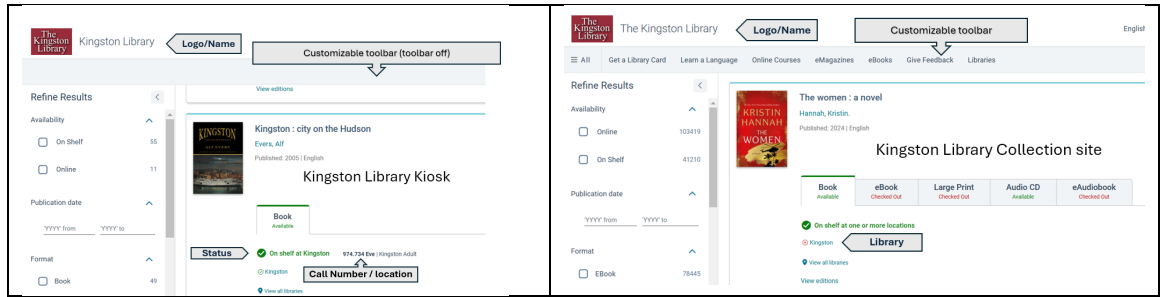 The
Kingston
Library
Kingston Library
Logo/Name
Customizable toolbar (toolbar off)
Refine Results
View editions
Availability
On Shelf 55
Online 11
Publication date
YYYY from YYYY to
Format
Book 49
KINGSTON
Kingston : city on the Hudson
Evers, Alf
Published: 2005 | English
Kingston Library Kiosk
Book
Available
Status
On shelf at Kingston 974.734 Eve | Kingston Adult
Kingston
Call Number / location
View all libraries
The
Kingston
Library
The Kingston Library
Logo/Name
Customizable toolbar
English
All Get a Library Card Learn a Language Online Courses eMagazines eBooks Give Feedback Libraries
Refine Results
Availability
Online 103419
On Shelf 41210
Publication date
YYYY from YYYY to
Format
EBook 78445
KRISTIN
HANNAH
THE
WOMEN
The women : a novel
Hannah, Kristin.
Published: 2024 | English
Kingston Library Collection site
Book eBook Large Print Audio CD eAudiobook
Available Checked Out Checked Out Available Checked Out
On shelf at one or more locations
Kingston
Library
View all libraries
View editions